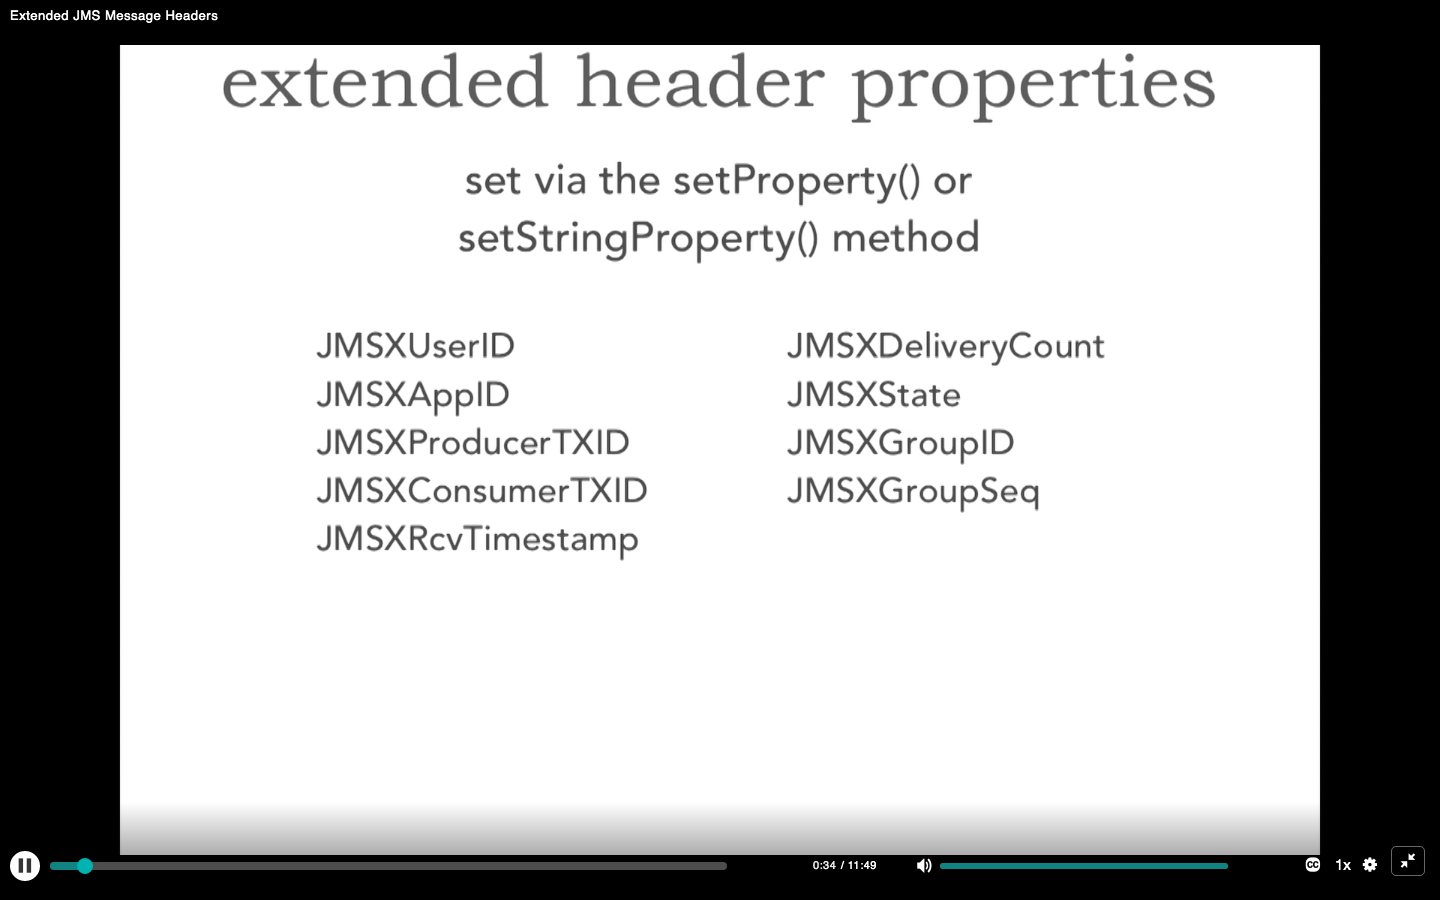 Extended JMS Message Headers
extended header properties
set via the setProperty() or
setStringProperty() method
JMSXUserID
JMSXAppID
JMSXProducerTXID
JMSXConsumerTXID
JMSXRcvTimestamp
JMSXDeliveryCount
JMSXState
JMSXGroupID
JMSXGroupSeq
0:34 / 11:49
CC
1x